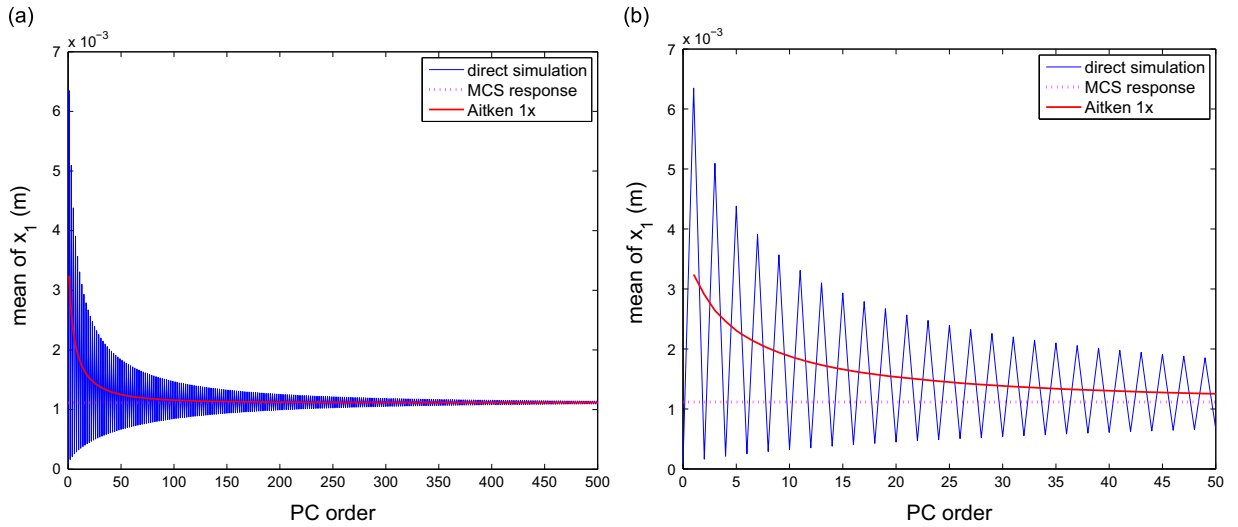 (a)
x 10⁻³
7
6
5
4
3
2
1
0
mean of x₁ (m)
0 50 100 150 200 250 300 350 400 450 500
PC order
direct simulation
MCS response
Aitken 1x
(b)
x 10⁻³
7
6
5
4
3
2
1
0
mean of x₁ (m)
0 5 10 15 20 25 30 35 40 45 50
PC order
direct simulation
MCS response
Aitken 1x